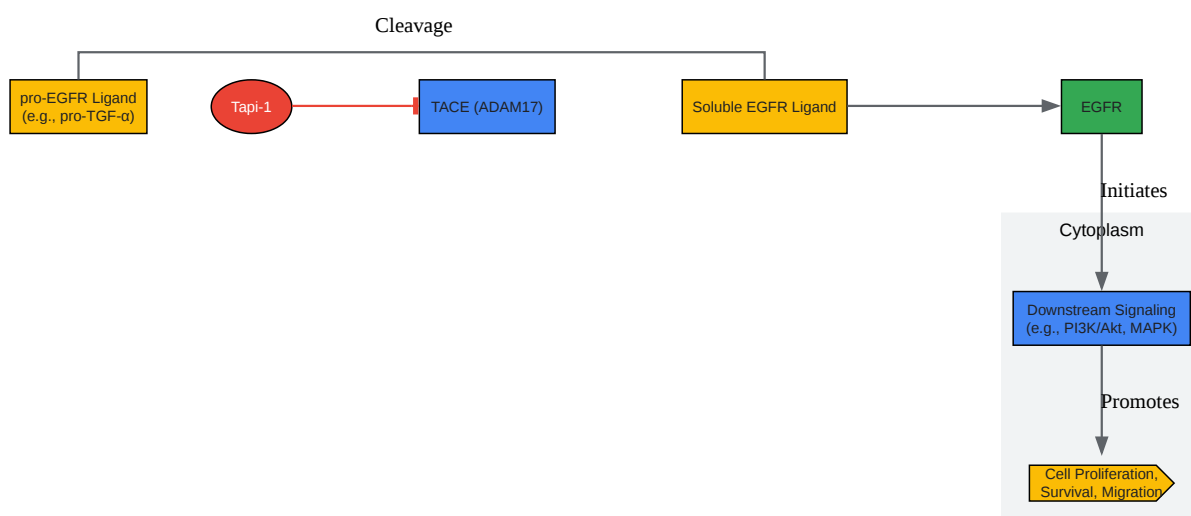 Cleavage
pro-EGFR Ligand
(e.g., pro-TGF-α)
Tapi-1
TACE (ADAM17)
Soluble EGFR Ligand
EGFR
Initiates
Cytoplasm
Downstream Signaling
(e.g., PI3K/Akt, MAPK)
Promotes
Cell Proliferation,
Survival, Migration